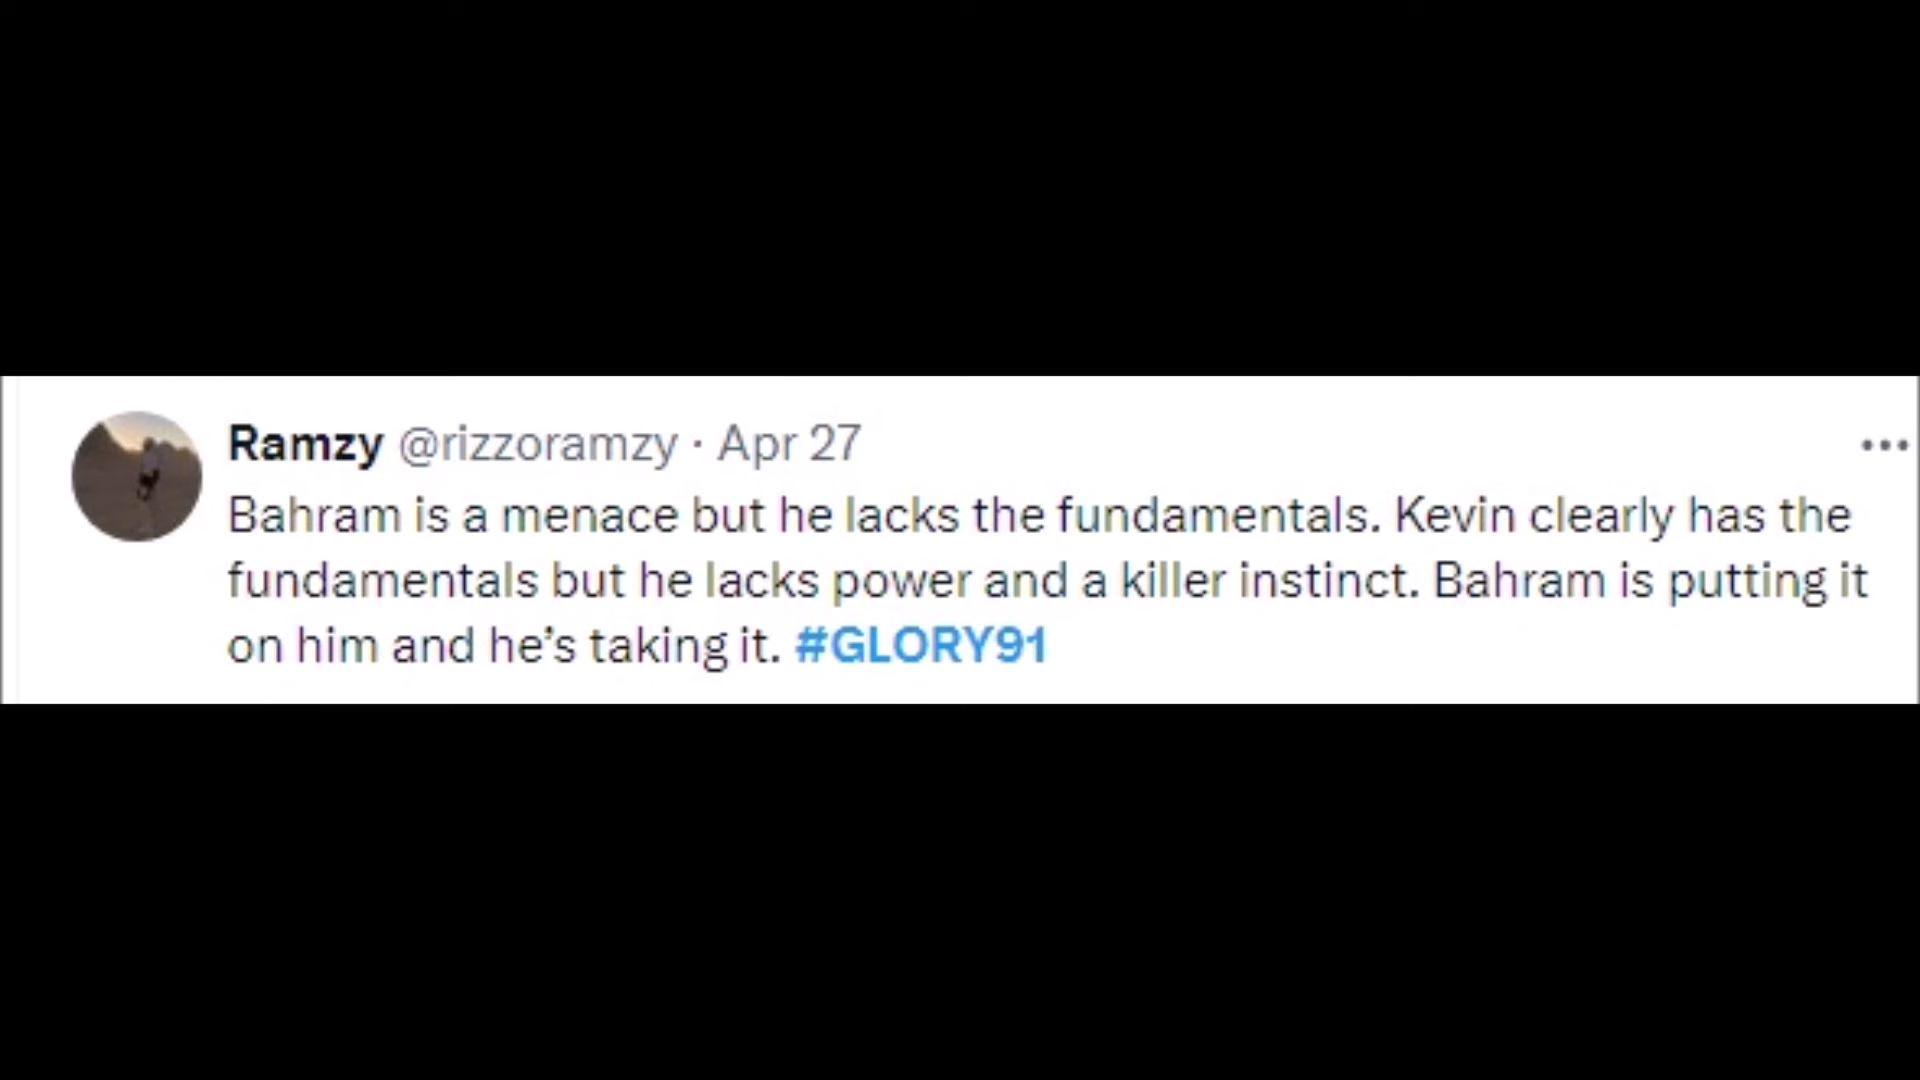 Ramzy @rizzoramzy · Apr 27
Bahram is a menace but he lacks the fundamentals. Kevin clearly has the
fundamentals but he lacks power and a killer instinct. Bahram is putting it
on him and he’s taking it. #GLORY91